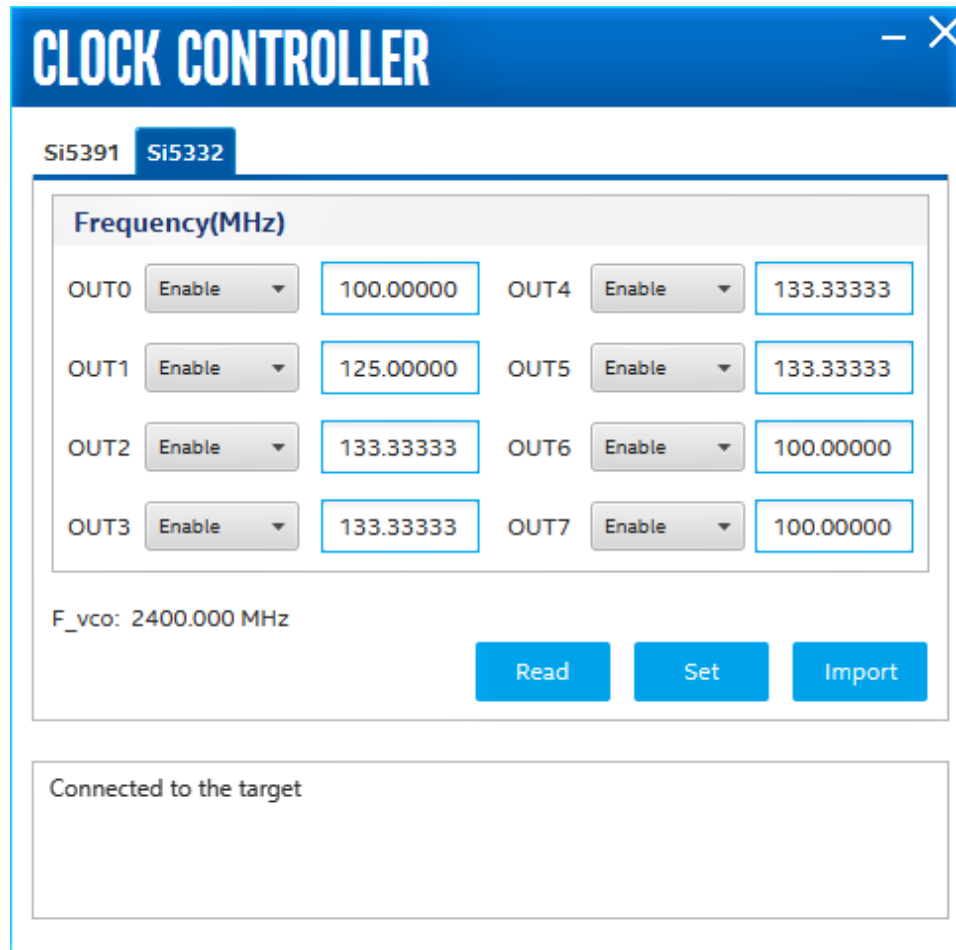 CLOCK CONTROLLER
Si5391 Si5332
Frequency(MHz)
OUT0 Enable 100.00000 OUT4 Enable 133.33333
OUT1 Enable 125.00000 OUT5 Enable 133.33333
OUT2 Enable 133.33333 OUT6 Enable 100.00000
OUT3 Enable 133.33333 OUT7 Enable 100.00000
F_vco: 2400.000 MHz
Read Set Import
Connected to the target